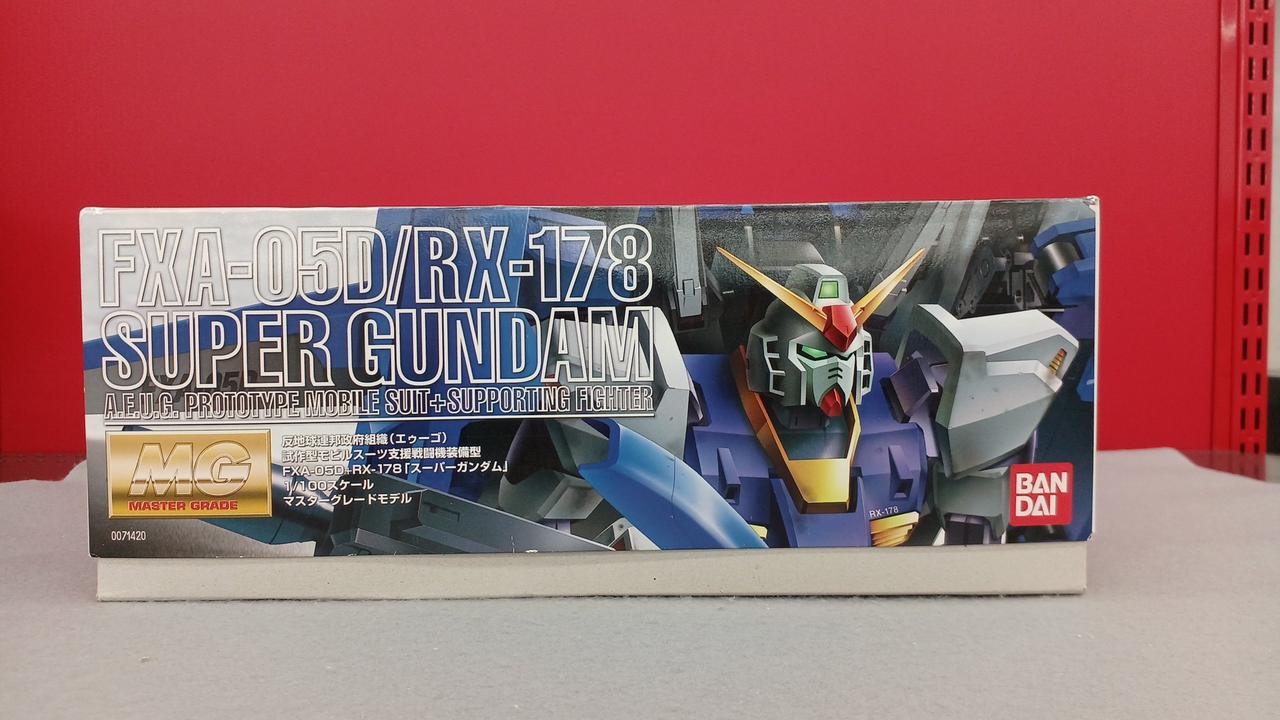 FXA-05D/RX-178
SUPER GUNDAM
A.E.U.G. PROTOTYPE MOBILE SUIT+SUPPORTING FIGHTER
MG
MASTER GRADE
反地球連邦政府組織(エゥーゴ)
試作型モビルスーツ支援戦闘機装備型
FXA-05D+RX-178「スーパーガンダム」
1/100スケール
マスターグレードモデル
0071420
RX-178
BAN
DAI